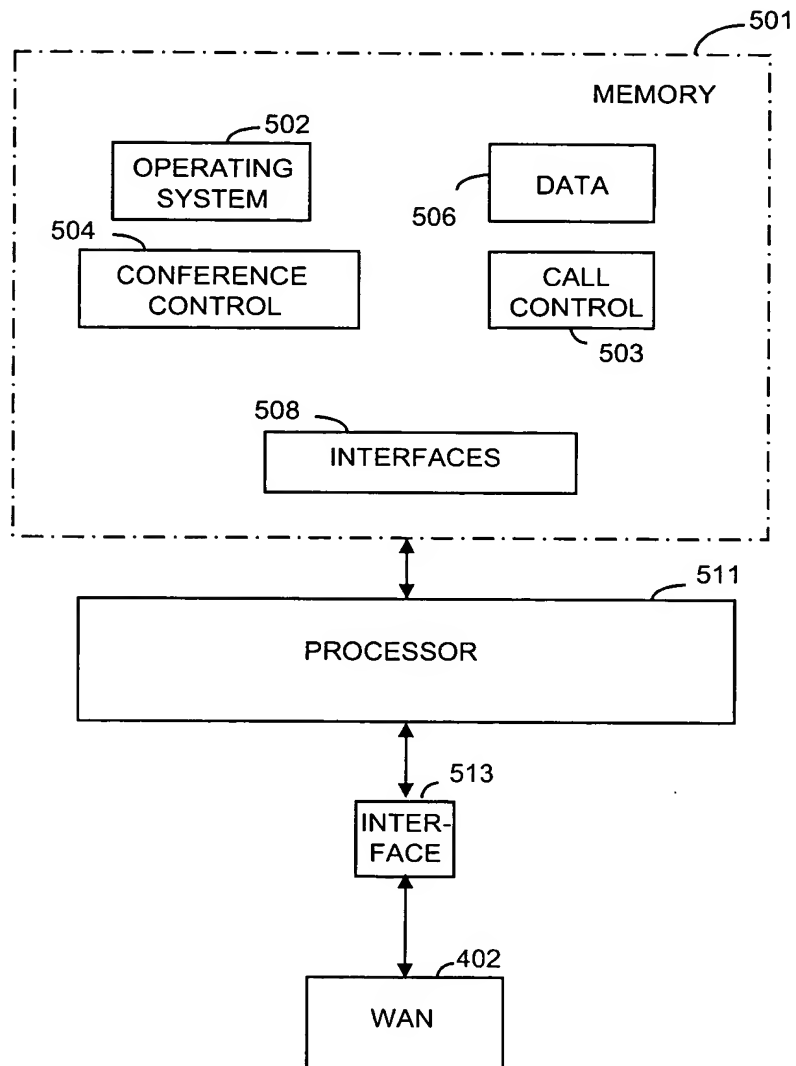 501
MEMORY
502
OPERATING
SYSTEM
506
DATA
504
CONFERENCE
CONTROL
CALL
CONTROL
503
508
INTERFACES
511
PROCESSOR
513
INTER-
FACE
402
WAN